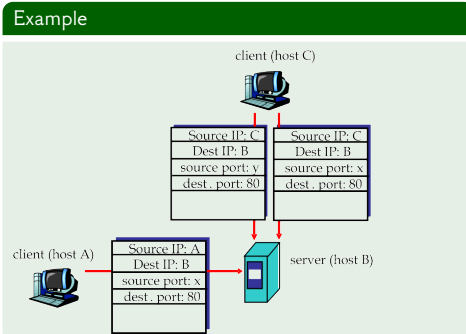 Example
client (host C)
Source IP: C
Dest IP: B
source port: y
dest. port: 80
Source IP: C
Dest IP: B
source port: x
dest. port: 80
client (host A)
Source IP: A
Dest IP: B
source port: x
dest. port: 80
server (host B)